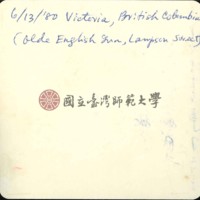 6/13/'80 Victoria, British Columbia
(Olde English Inn, Lampson Street)
國立臺灣師範大學